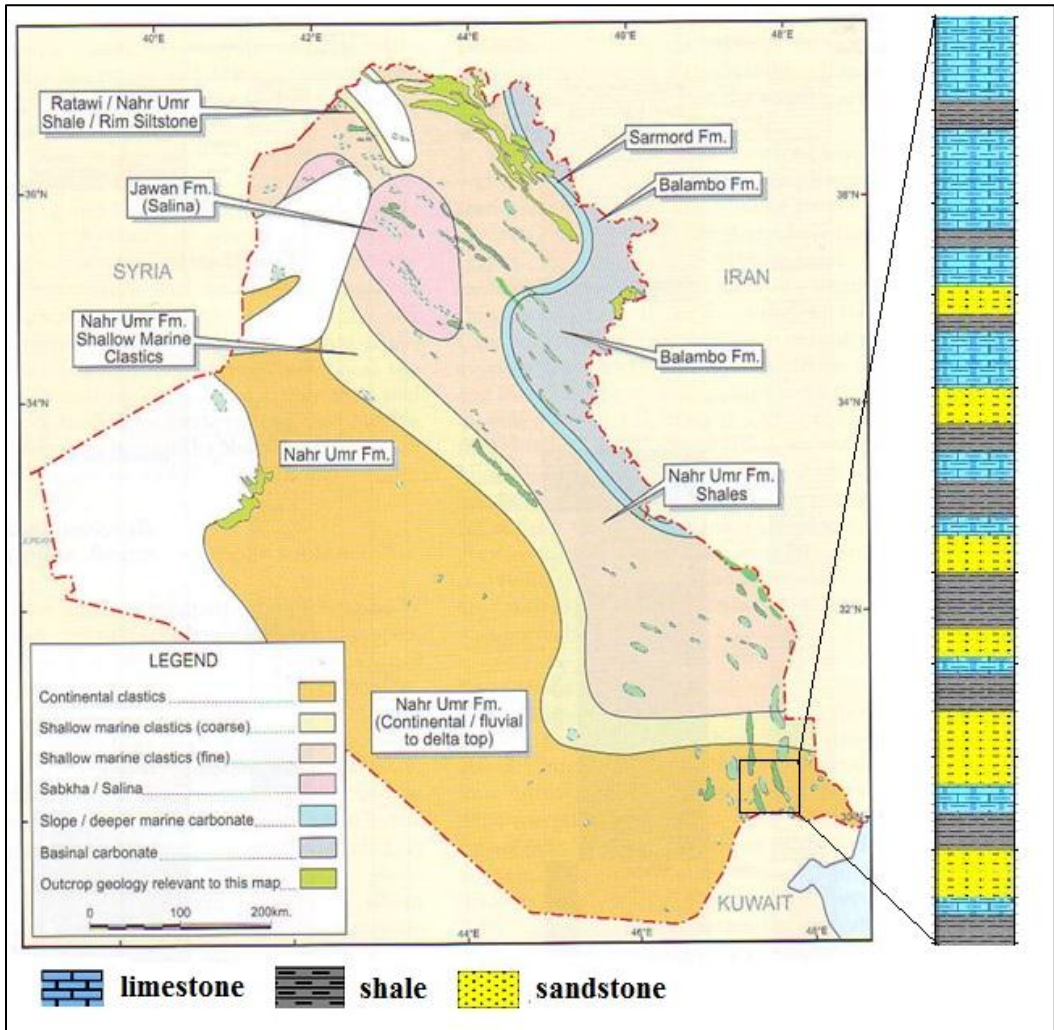 40°E
42°E
44°E
46°E
48°E
Ratawi / Nahr Umr
Shale / Rim Siltstone
Sarmord Fm.
36°N
Jawan Fm.
(Salina)
Balambo Fm.
SYRIA
IRAN
Nahr Umr Fm.
Shallow Marine
Clastics
Balambo Fm.
34°N
34°N
Nahr Umr Fm.
Nahr Umr Fm.
Shales
32°N
LEGEND
Continental clastics
Shallow marine clastics (coarse)
Shallow marine clastics (fine)
Sabkha / Salina
Slope / deeper marine carbonate
Basinal carbonate
Outcrop geology relevant to this map
0 100 200km.
Nahr Umr Fm.
(Continental / fluvial
to delta top)
KUWAIT
44°E
46°E
48°E
limestone
shale
sandstone